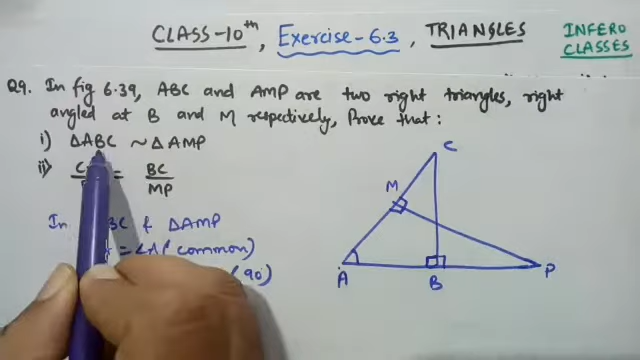 CLASS-10th, Exercise-6.3, TRIANGLES
INFERO CLASSES
Q9. In fig 6.39, ABC and AMP are two right triangles, right
angled at B and M respectively, Prove that:
i) ΔABC ~ ΔAMP
ii) C = BC
MP
In BC & ΔAMP
= ∠A (common)
(90)
C
M
A
B
P